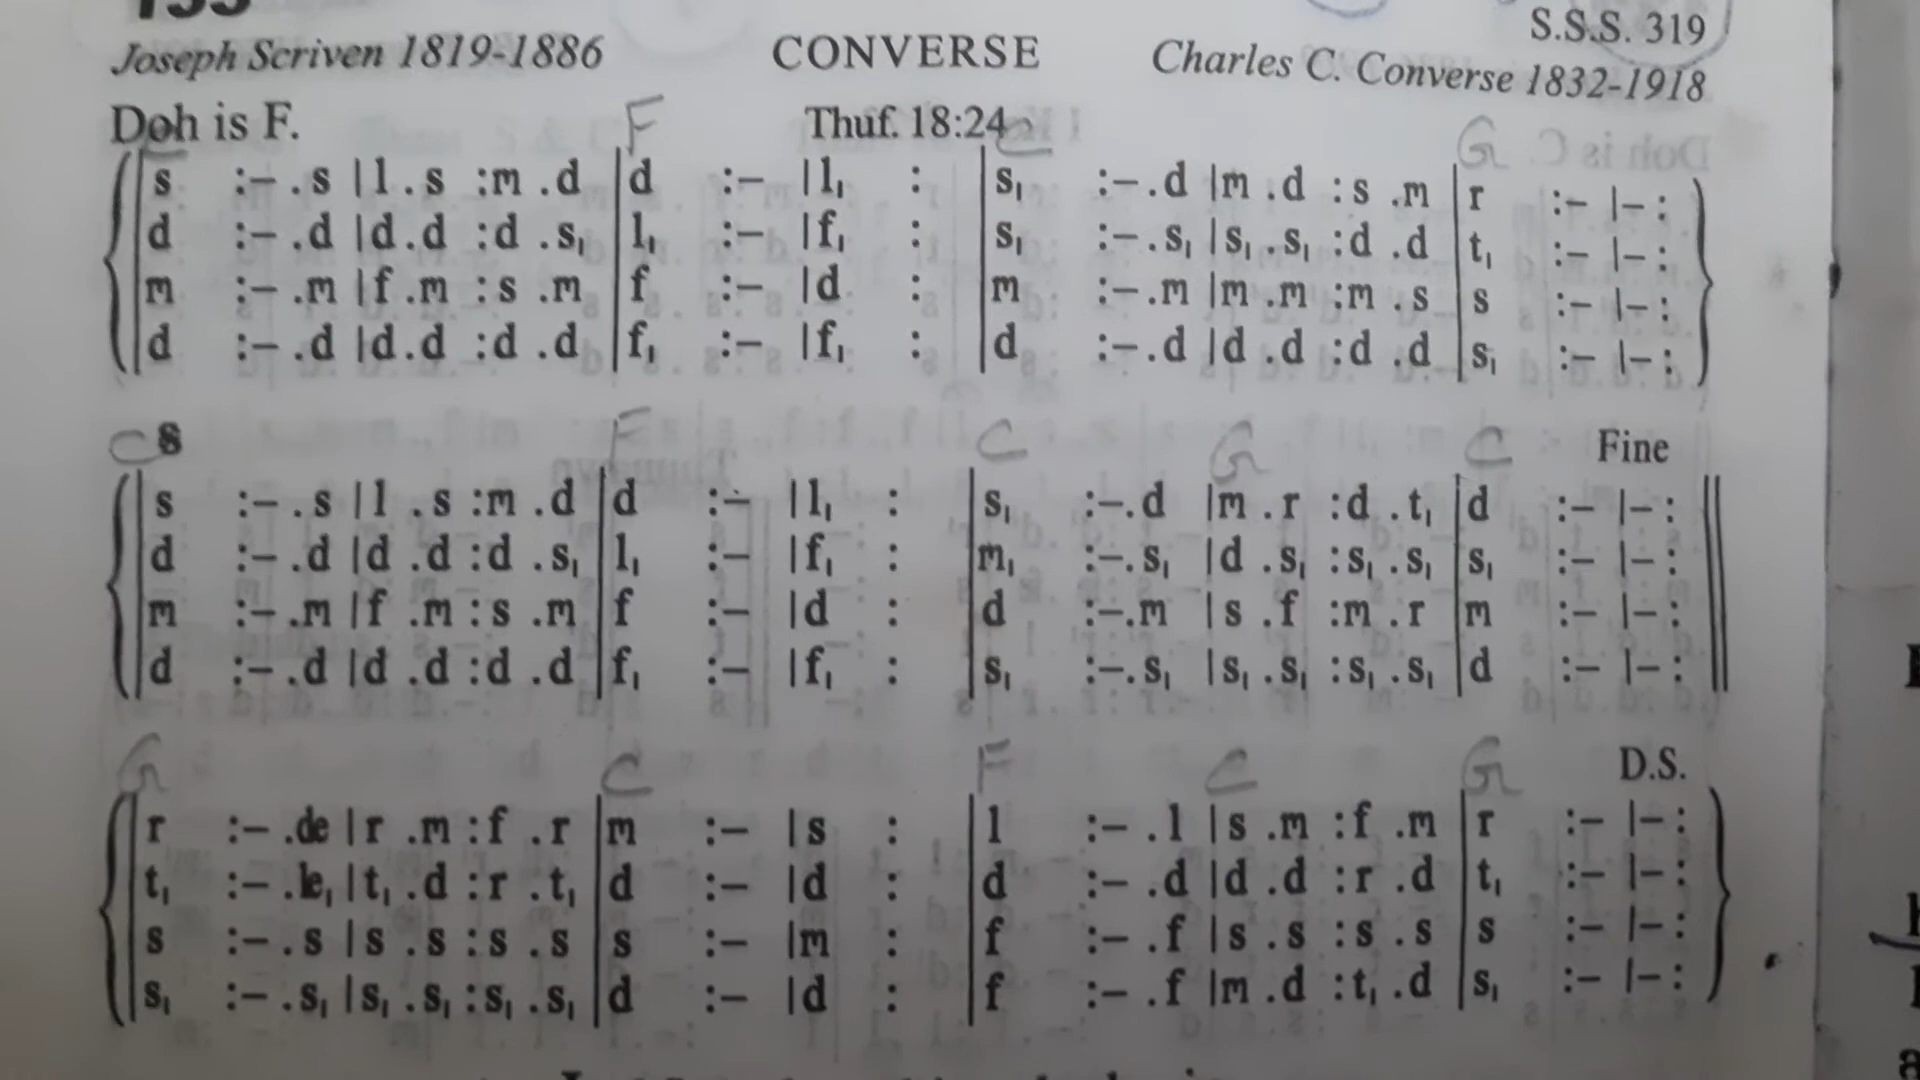 Joseph Scriven 1819-1886 CONVERSE S.S.S. 319
Charles C. Converse 1832-1918
Doh is F. F Thuf. 18:24 C G
s :– . s | l . s :m . d | d :– | l₁ : | s₁ :– . d | m . d : s . m | r :– | – :
d :– . d | d . d :d . s₁ | l₁ :– | f₁ : | s₁ :– . s₁ | s₁ . s₁ : d . d | t₁ :– | – :
m :– . m | f . m : s . m | f :– | d : | m :– . m | m . m : m . s | s :– | – :
d :– . d | d . d :d . d | f₁ :– | f₁ : | d :– . d | d . d : d . d | s₁ :– | – :
C s F C G C Fine
s :– . s | l . s :m . d | d :– | l₁ : | s₁ :– . d | m . r : d . t₁ | d :– | – :
d :– . d | d . d : d . s₁ | l₁ :– | f₁ : | m₁ :– . s₁ | d . s₁ : s₁ . s₁ | s₁ :– | – :
m :– . m | f . m : s . m | f :– | d : | d :– . m | s . f : m . r | m :– | – :
d :– . d | d . d : d . d | f₁ :– | f₁ : | s₁ :– . s₁ | s₁ . s₁ : s₁ . s₁ | d :– | – :
G C F C G D.S.
r :– . de | r . m : f . r | m :– | s : | l :– . l | s . m : f . m | r :– | – :
t₁ :– . le₁ | t₁ . d : r . t₁ | d :– | d : | d :– . d | d . d : r . d | t₁ :– | – :
s :– . s | s . s : s . s | s :– | m : | f :– . f | s . s : s . s | s :– | – :
s₁ :– . s₁ | s₁ . s₁ : s₁ . s₁ | d :– | d : | f :– . f | m . d : t₁ . d | s₁ :– | – :